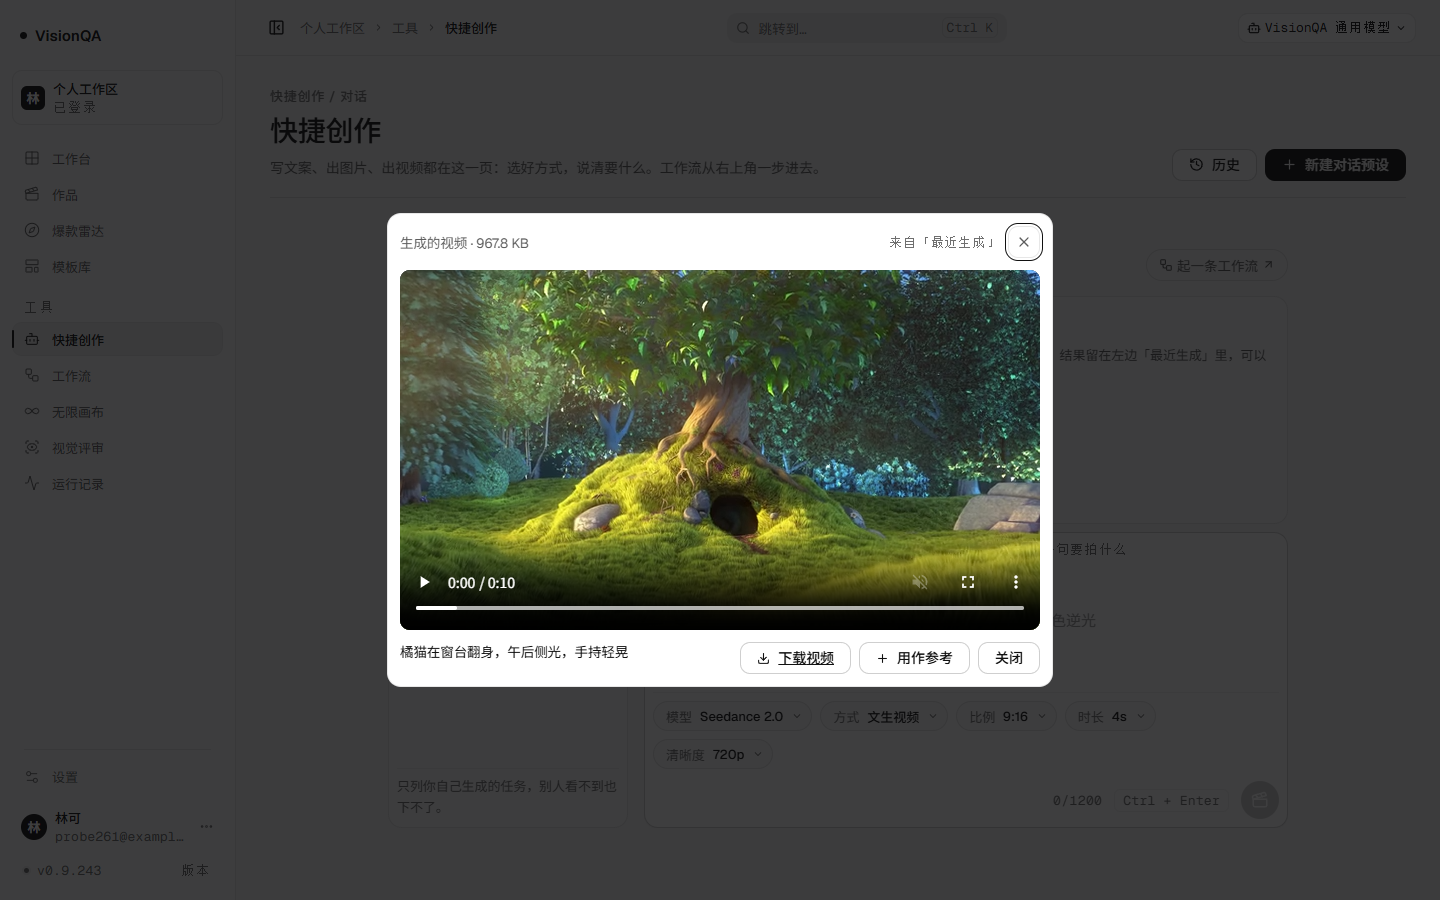 VisionQA
个人工作区
已登录
工作台
作品
爆款雷达
模板库
工具
快捷创作
工作流
无限画布
视觉评审
运行记录
设置
林
林可
probe261@exampl…
v0.9.243
版本
个人工作区 › 工具 › 快捷创作
跳转到…
Ctrl K
VisionQA 通用模型
快捷创作 / 对话
快捷创作
写文案、出图片、出视频都在这一页：选好方式，说清要什么。工作流从右上角一步进去。
历史
新建对话预设
起一条工作流
结果留在左边「最近生成」里，可以
生成的视频 · 967.8 KB
来自「最近生成」
0:00 / 0:10
橘猫在窗台翻身，午后侧光，手持轻晃
下载视频
用作参考
关闭
句要拍什么
色逆光
模型 Seedance 2.0
方式 文生视频
比例 9:16
时长 4s
清晰度 720p
0/1200
Ctrl + Enter
只列你自己生成的任务，别人看不到也
下不了。